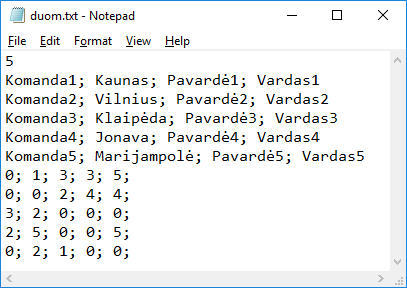 duom.txt - Notepad
File Edit Format View Help
5
Komanda1; Kaunas; Pavardė1; Vardas1
Komanda2; Vilnius; Pavardė2; Vardas2
Komanda3; Klaipėda; Pavardė3; Vardas3
Komanda4; Jonava; Pavardė4; Vardas4
Komanda5; Marijampolė; Pavardė5; Vardas5
0; 1; 3; 3; 5;
0; 0; 2; 4; 4;
3; 2; 0; 0; 0;
2; 5; 0; 0; 5;
0; 2; 1; 0; 0;